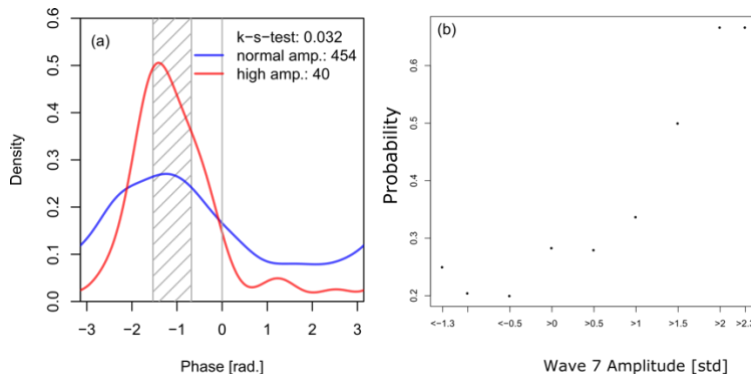 (a)
k-s-test: 0.032
normal amp.: 454
high amp.: 40
Density
0.0
0.1
0.2
0.3
0.4
0.5
0.6
-3
-2
-1
0
1
2
3
Phase [rad.]
(b)
Probability
0.2
0.3
0.4
0.5
0.6
<-1.3
<-0.5
>0
>0.5
>1
>1.5
>2
Wave 7 Amplitude [std]